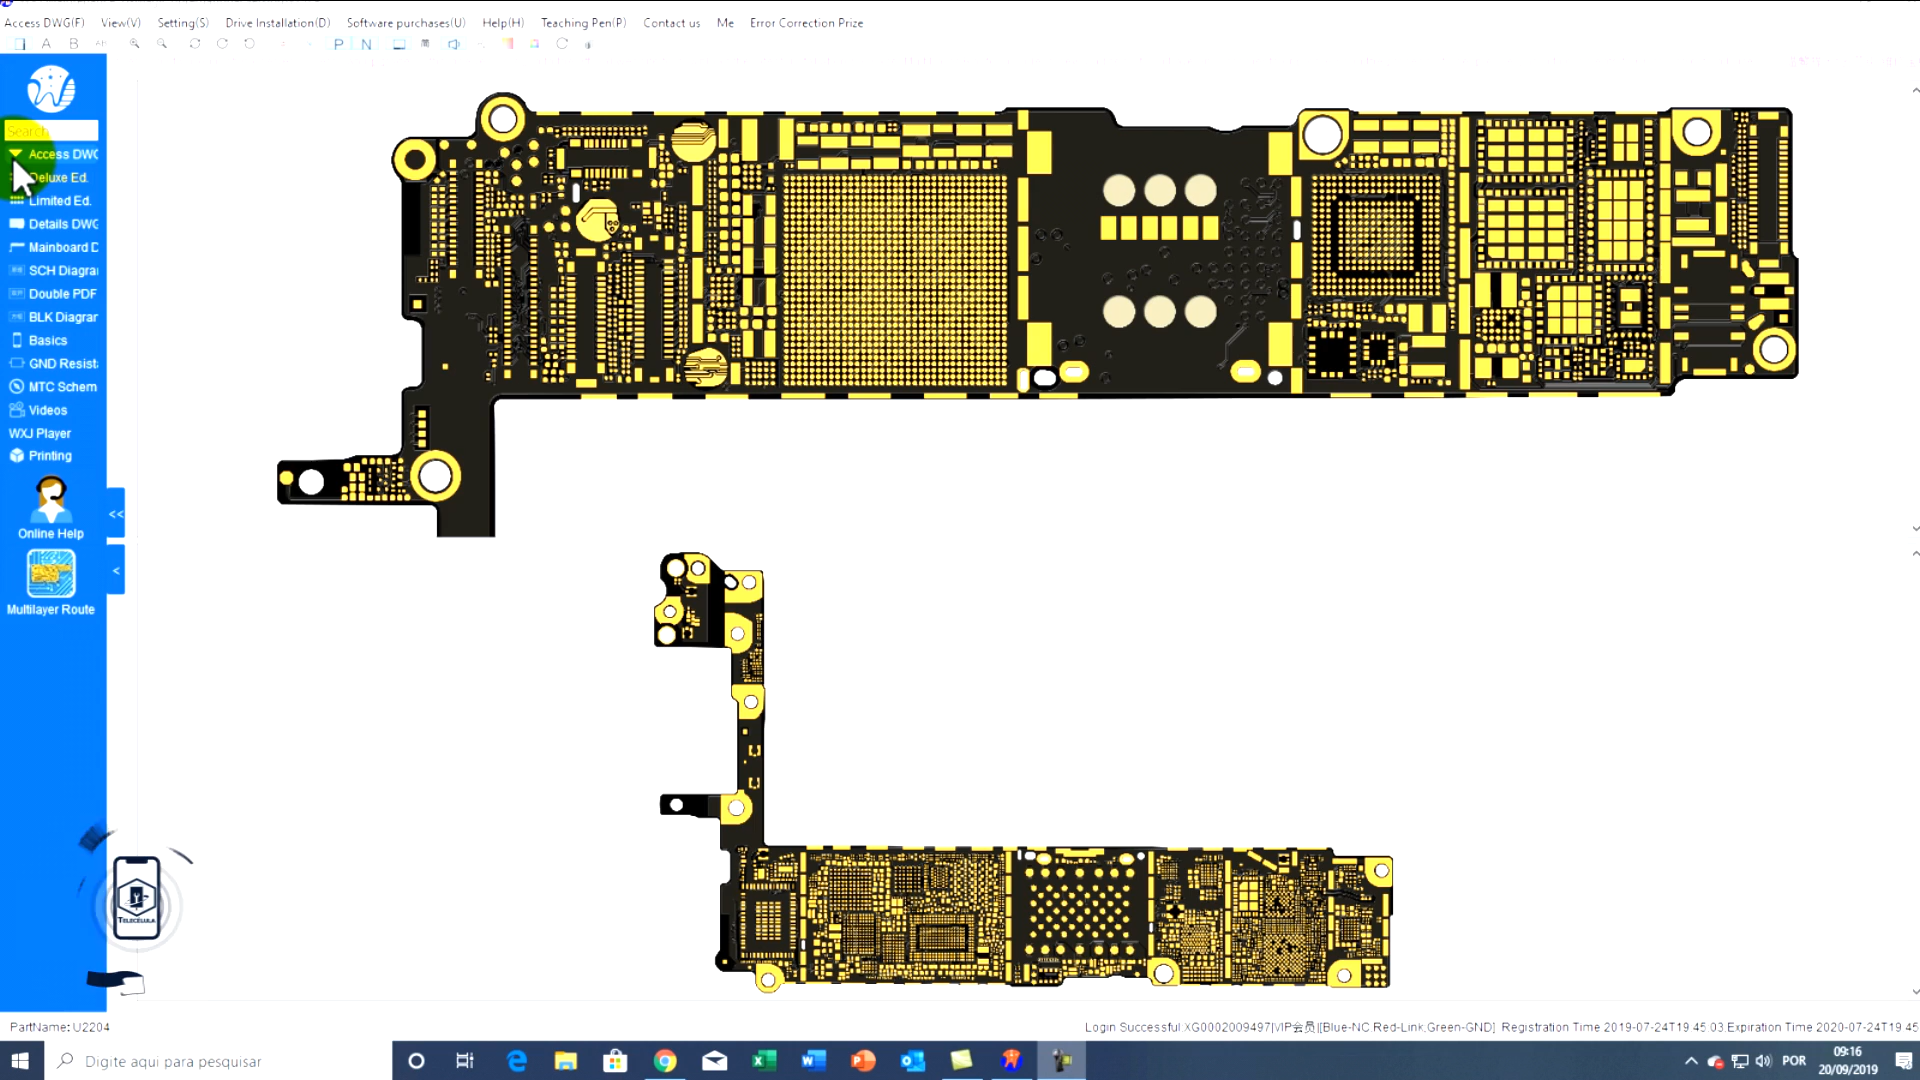 Access DWG(F) View(V) Setting(S) Drive Installation(D) Software purchases(U) Help(H) Teaching Pen(P) Contact us Me Error Correction Prize
A B P N
Search
Access DWG
Deluxe Ed.
Limited Ed.
Details DWG
Mainboard D
SCH Diagrar
Double PDF
BLK Diagrar
Basics
GND Resist
MTC Schem
Videos
WXJ Player
Printing
<<
Online Help
<
Multilayer Route
TELECELULA
PartName: U2204
Login Successful:XG0002009497|VIP会员|[Blue-NC,Red-Link,Green-GND] Registration Time 2019-07-24T19:45:03,Expiration Time 2020-07-24T19:45
Digite aqui para pesquisar
POR
09:16
20/09/2019